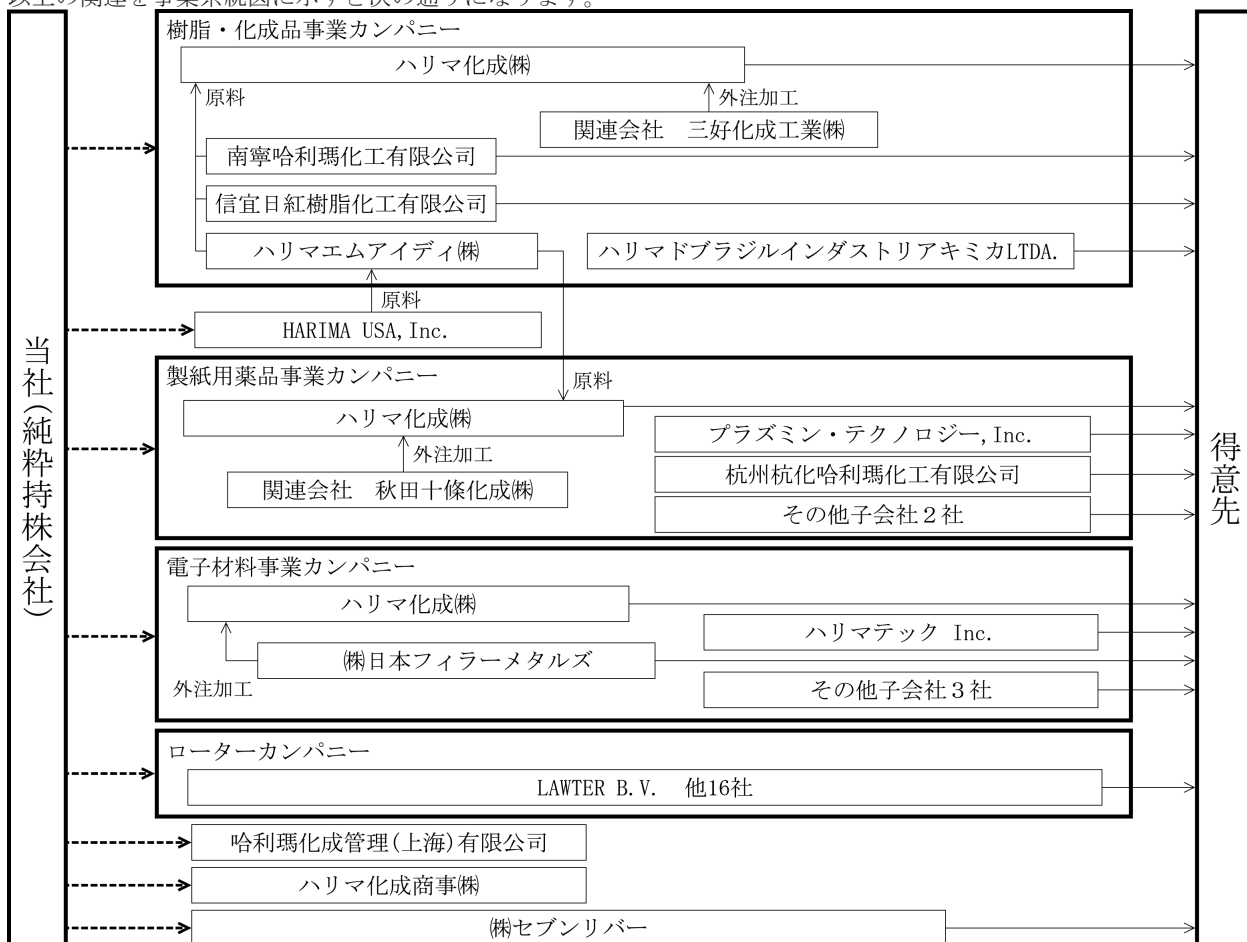 以上の関連を事業系統図に示すと次の通りになります。
当社(純粋持株会社)
得意先
樹脂・化成品事業カンパニー
ハリマ化成㈱
原料
外注加工
関連会社　三好化成工業㈱
南寧哈利瑪化工有限公司
信宜日紅樹脂化工有限公司
ハリマエムアイディ㈱
ハリマドブラジルインダストリアキミカLTDA.
原料
HARIMA USA,Inc.
製紙用薬品事業カンパニー
原料
ハリマ化成㈱
外注加工
関連会社　秋田十條化成㈱
プラズミン・テクノロジー,Inc.
杭州杭化哈利瑪化工有限公司
その他子会社２社
電子材料事業カンパニー
ハリマ化成㈱
ハリマテック Inc.
㈱日本フィラーメタルズ
外注加工
その他子会社３社
ローターカンパニー
LAWTER B.V.　他16社
哈利瑪化成管理(上海)有限公司
ハリマ化成商事㈱
㈱セブンリバー